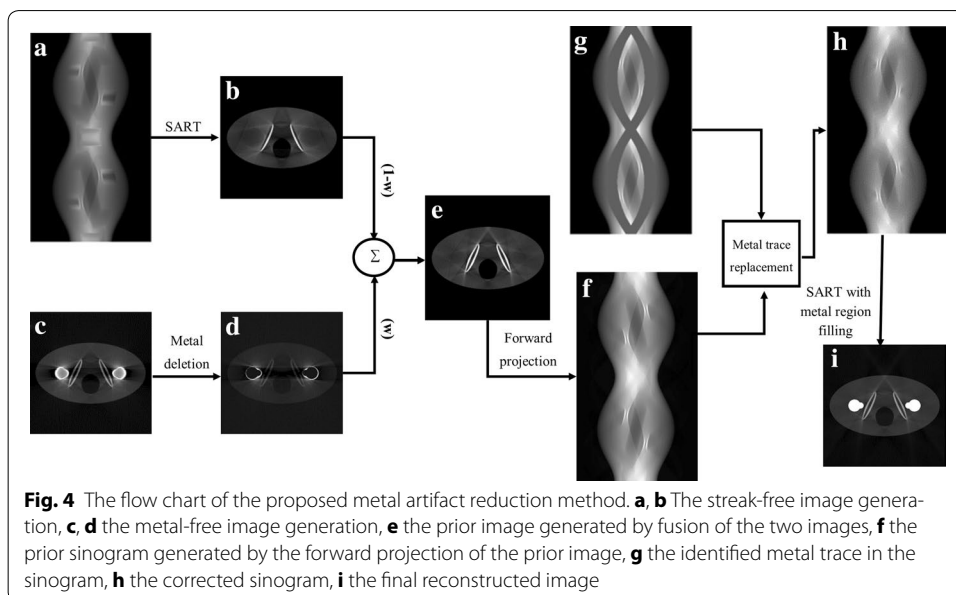 a
SART
b
(1-w)
c
Metal
deletion
d
(w)
Σ
e
Forward
projection
f
g
Metal trace
replacement
h
SART with
metal region
filling
i
Fig. 4 The flow chart of the proposed metal artifact reduction method. a, b The streak-free image genera-
tion, c, d the metal-free image generation, e the prior image generated by fusion of the two images, f the
prior sinogram generated by the forward projection of the prior image, g the identified metal trace in the
sinogram, h the corrected sinogram, i the final reconstructed image